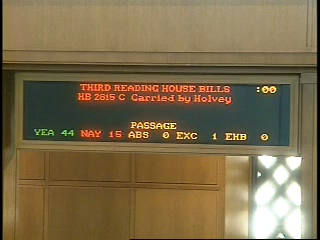 THIRD READING HOUSE BILLS :00
HB 2815 C Carried by Holvey
PASSAGE
YEA 44 NAY 15 ABS 0 EXC 1 EHB 0